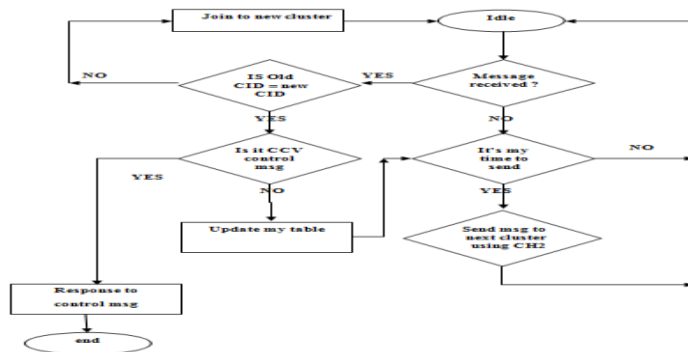 Join to new cluster
Idle
NO
IS Old
CID = new
CID
YES
Message
received ?
YES
NO
Is it CCV
control
msg
It's my
time to
send
NO
YES
NO
YES
Update my table
Send msg to
next cluster
using CH2
Response to
control msg
end